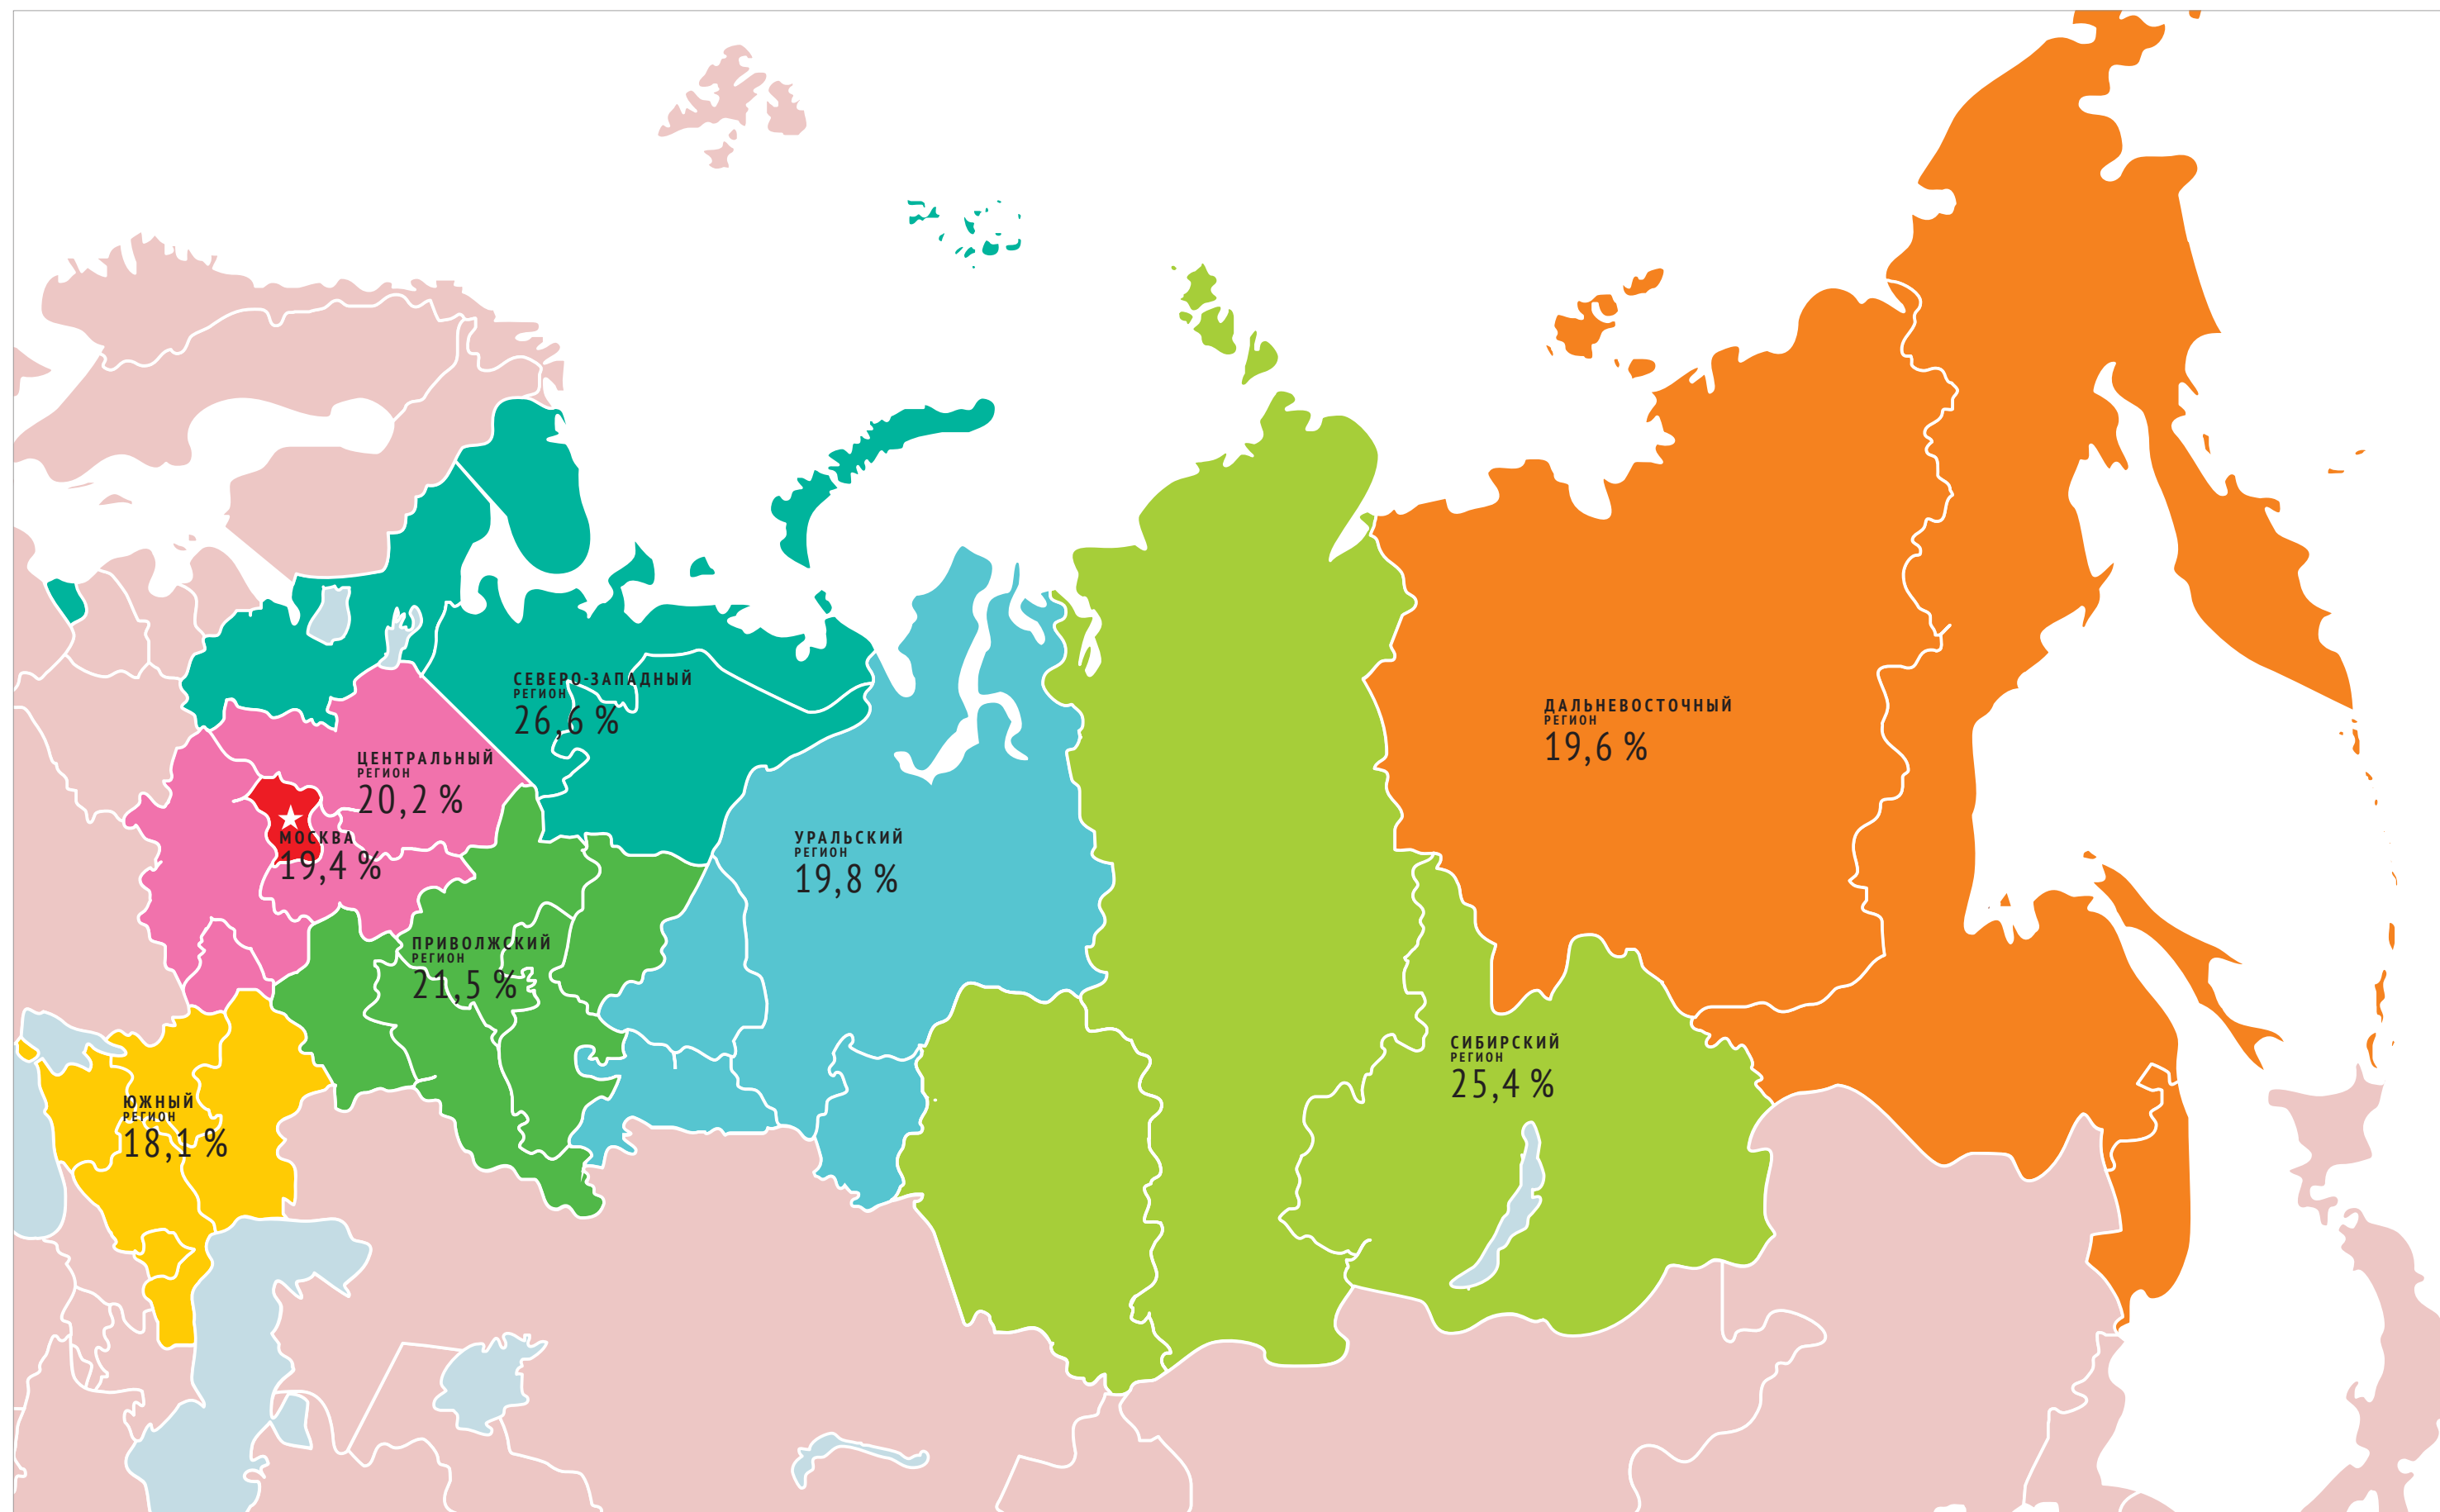 СЕВЕРО-ЗАПАДНЫЙ
РЕГИОН
26,6 %
ДАЛЬНЕВОСТОЧНЫЙ
РЕГИОН
19,6 %
ЦЕНТРАЛЬНЫЙ
РЕГИОН
20,2 %
МОСКВА
19,4 %
УРАЛЬСКИЙ
РЕГИОН
19,8 %
ПРИВОЛЖСКИЙ
РЕГИОН
21,5 %
СИБИРСКИЙ
РЕГИОН
25,4 %
ЮЖНЫЙ
РЕГИОН
18,1 %